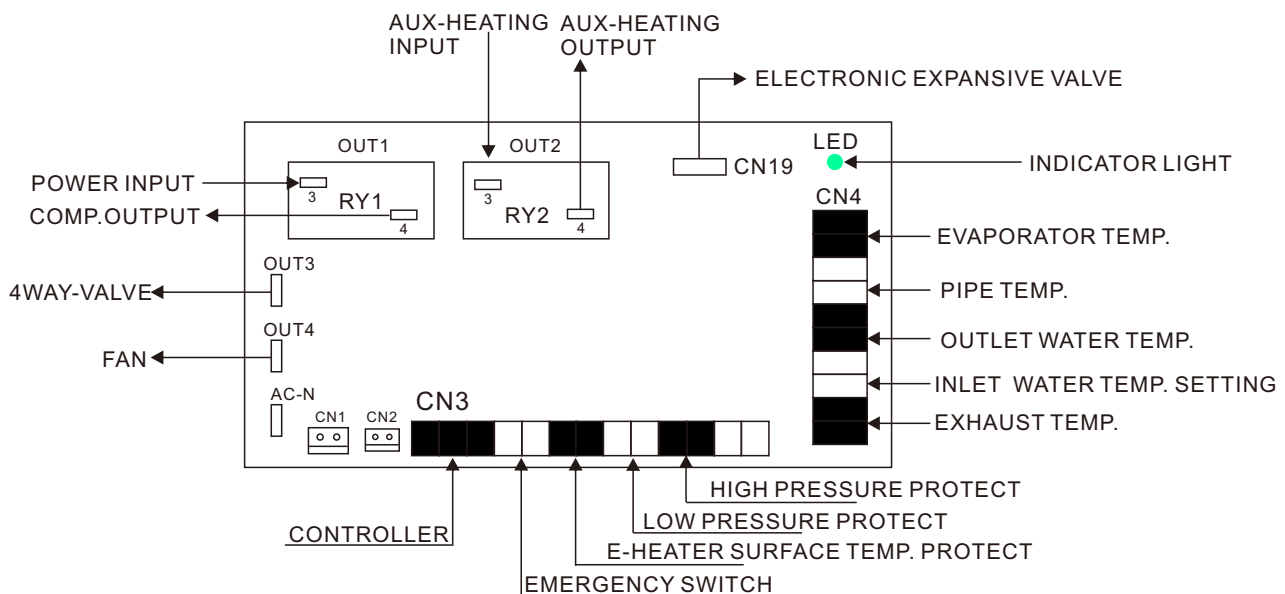 AUX-HEATING INPUT
AUX-HEATING OUTPUT
ELECTRONIC EXPANSIVE VALVE
OUT1
OUT2
LED
CN19
INDICATOR LIGHT
POWER INPUT
3
RY1
3
RY2
CN4
COMP.OUTPUT
4
4
EVAPORATOR TEMP.
OUT3
4WAY-VALVE
PIPE TEMP.
OUT4
FAN
OUTLET WATER TEMP.
INLET WATER TEMP. SETTING
AC-N
CN1
CN2
CN3
EXHAUST TEMP.
HIGH PRESSURE PROTECT
LOW PRESSURE PROTECT
CONTROLLER
E-HEATER SURFACE TEMP. PROTECT
EMERGENCY SWITCH